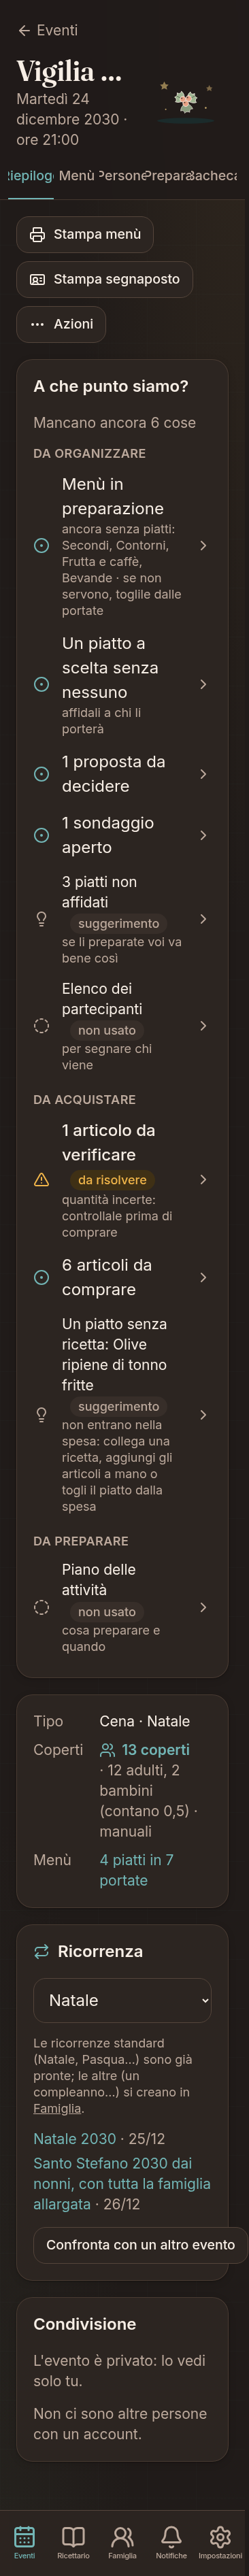 Eventi
Vigilia ...
Martedì 24
dicembre 2030 ·
ore 21:00
Riepilogo Menù Persone Prepara Bacheca
Stampa menù
Stampa segnaposto
Azioni
A che punto siamo?
Mancano ancora 6 cose
DA ORGANIZZARE
Menù in
preparazione
ancora senza piatti:
Secondi, Contorni,
Frutta e caffè,
Bevande · se non
servono, toglile dalle
portate
Un piatto a
scelta senza
nessuno
affidali a chi li
porterà
1 proposta da
decidere
1 sondaggio
aperto
3 piatti non
affidati
suggerimento
se li preparate voi va
bene così
Elenco dei
partecipanti
non usato
per segnare chi
viene
DA ACQUISTARE
1 articolo da
verificare
da risolvere
quantità incerte:
controllale prima di
comprare
6 articoli da
comprare
Un piatto senza
ricetta: Olive
ripiene di tonno
fritte
suggerimento
non entrano nella
spesa: collega una
ricetta, aggiungi gli
articoli a mano o
togli il piatto dalla
spesa
DA PREPARARE
Piano delle
attività
non usato
cosa preparare e
quando
Tipo Cena · Natale
Coperti 13 coperti
· 12 adulti, 2
bambini
(contano 0,5) ·
manuali
Menù 4 piatti in 7
portate
Ricorrenza
Natale
Le ricorrenze standard
(Natale, Pasqua...) sono già
pronte; le altre (un
compleanno...) si creano in
Famiglia.
Natale 2030 · 25/12
Santo Stefano 2030 dai
nonni, con tutta la famiglia
allargata · 26/12
Confronta con un altro evento
Condivisione
L'evento è privato: lo vedi
solo tu.
Non ci sono altre persone
con un account.
Eventi Ricettario Famiglia Notifiche Impostazioni